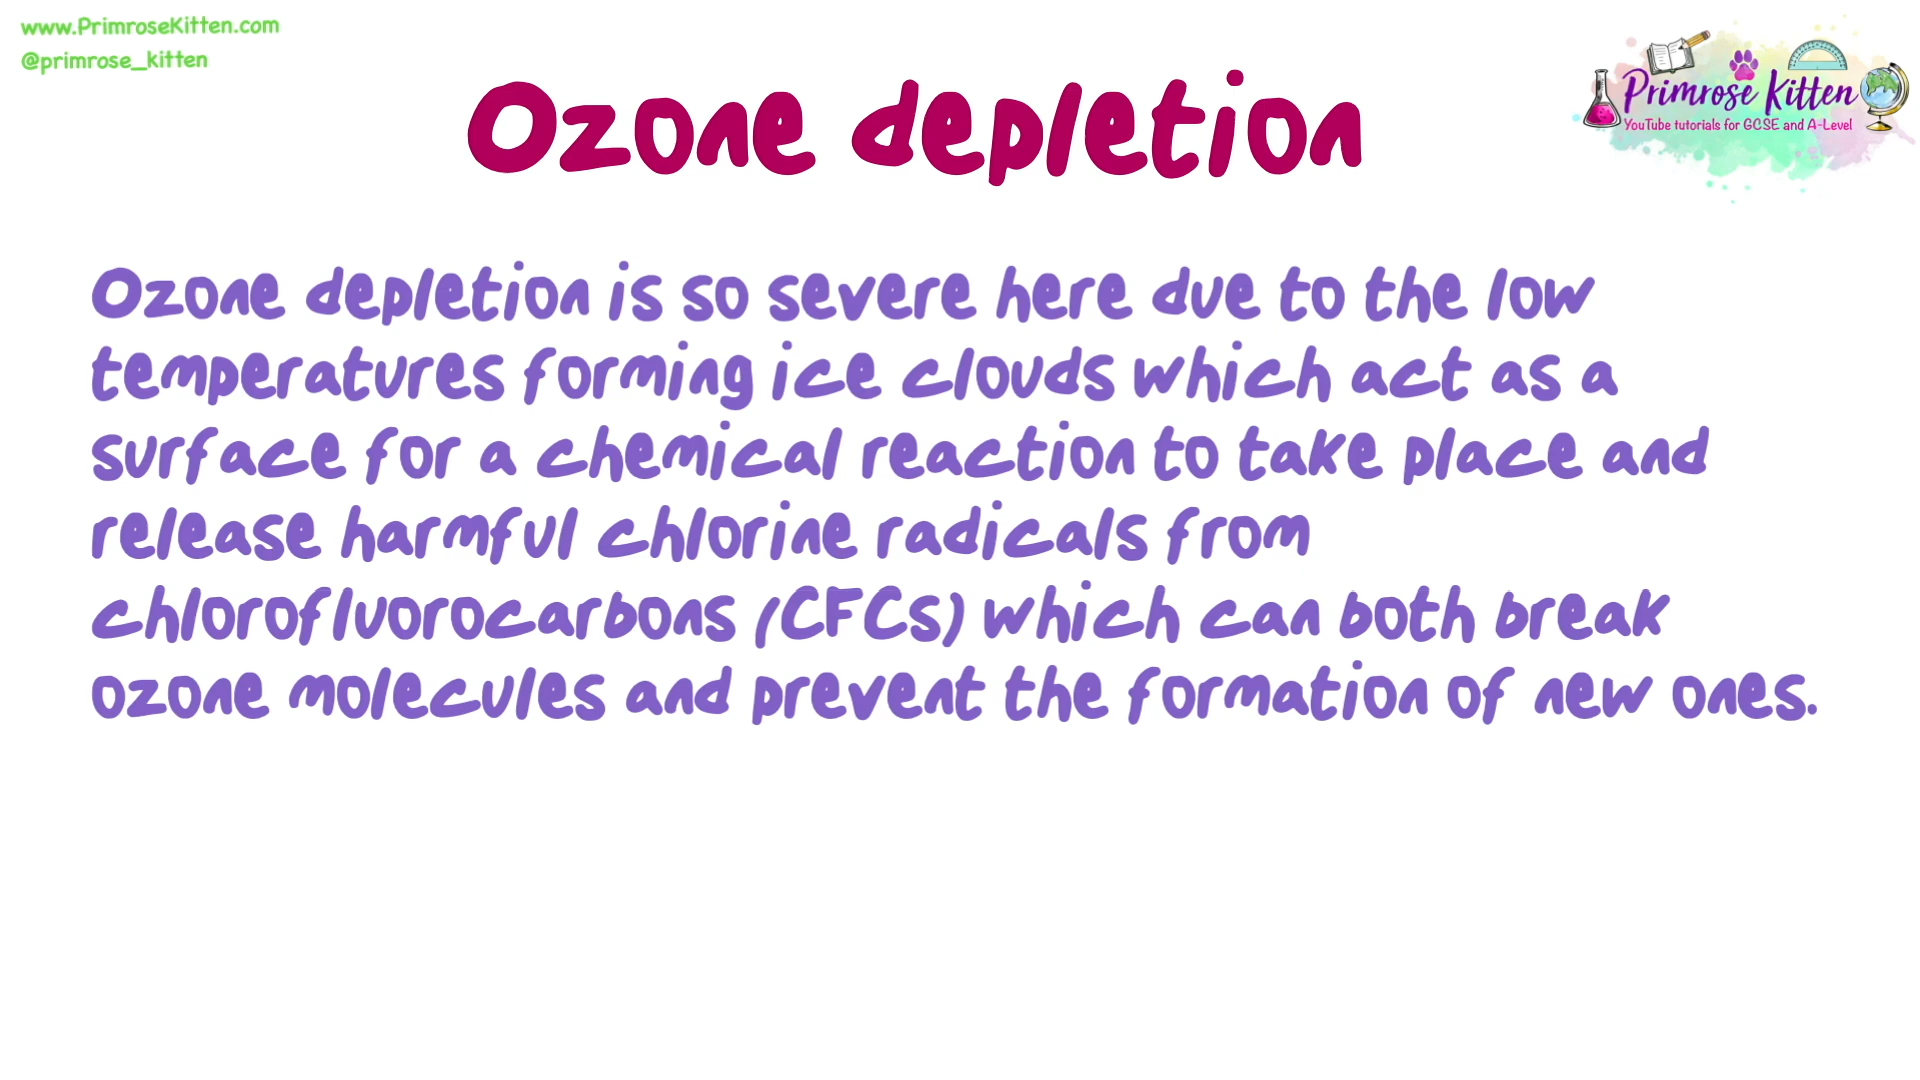 www.PrimroseKitten.com
@primrose_kitten
Primrose Kitten
YouTube tutorials for GCSE and A-Level
Ozone depletion
Ozone depletion is so severe here due to the low
temperatures forming ice clouds which act as a
surface for a chemical reaction to take place and
release harmful chlorine radicals from
chlorofluorocarbons (CFCs) which can both break
ozone molecules and prevent the formation of new ones.